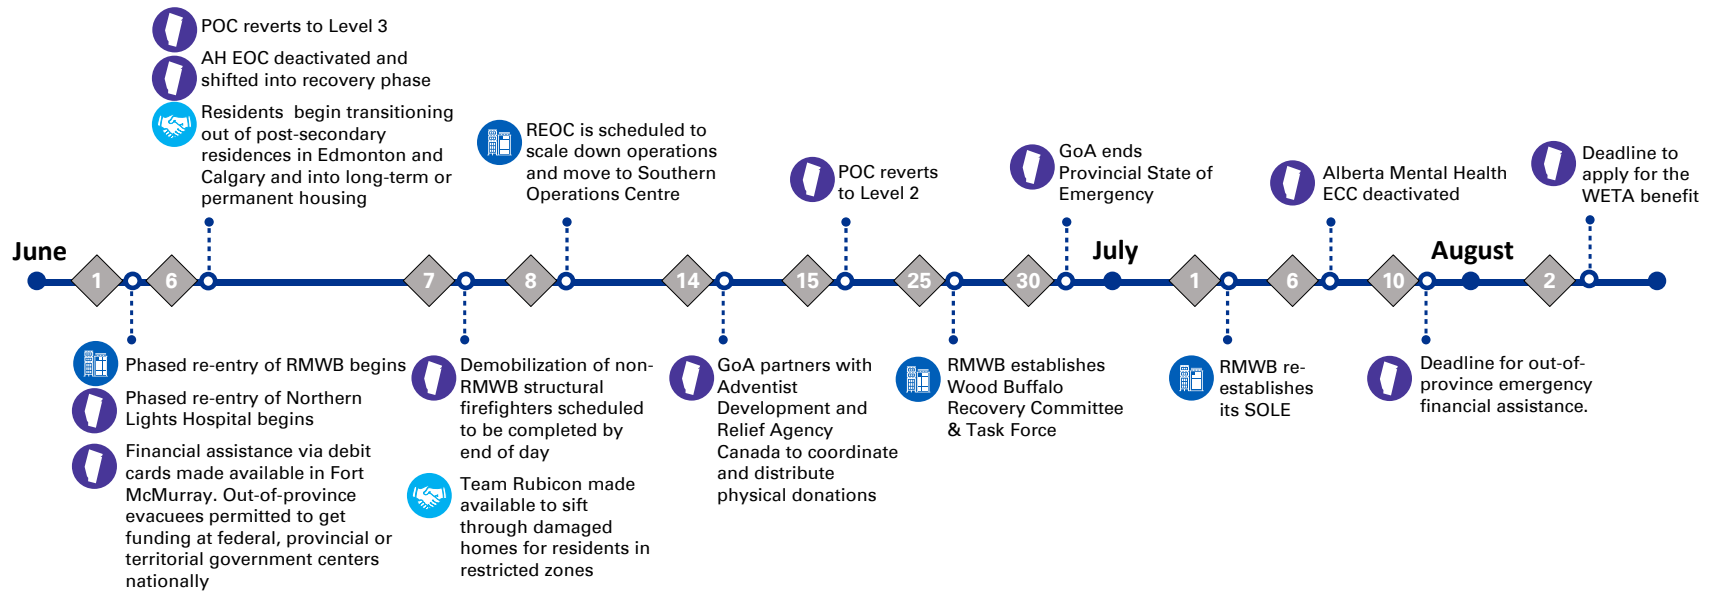 POC reverts to Level 3
AH EOC deactivated and
shifted into recovery phase
Residents begin transitioning
out of post-secondary
residences in Edmonton and
Calgary and into long-term or
permanent housing
REOC is scheduled to
scale down operations
and move to Southern
Operations Centre
POC reverts
to Level 2
GoA ends
Provincial State of
Emergency
Alberta Mental Health
ECC deactivated
Deadline to
apply for the
WETA benefit
June
July
August
1
6
7
8
14
15
25
30
1
6
10
2
Phased re-entry of RMWB begins
Phased re-entry of Northern
Lights Hospital begins
Financial assistance via debit
cards made available in Fort
McMurray. Out-of-province
evacuees permitted to get
funding at federal, provincial or
territorial government centers
nationally
Demobilization of non-
RMWB structural
firefighters scheduled
to be completed by
end of day
Team Rubicon made
available to sift
through damaged
homes for residents in
restricted zones
GoA partners with
Adventist
Development and
Relief Agency
Canada to coordinate
and distribute
physical donations
RMWB establishes
Wood Buffalo
Recovery Committee
& Task Force
RMWB re-
establishes
its SOLE
Deadline for out-of-
province emergency
financial assistance.